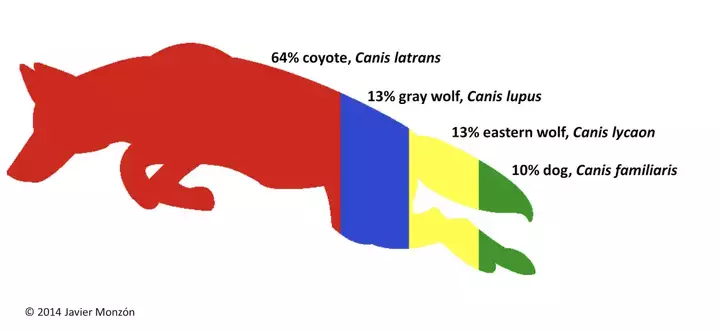 64% coyote, Canis latrans
13% gray wolf, Canis lupus
13% eastern wolf, Canis lycaon
10% dog, Canis familiaris
© 2014 Javier Monzón